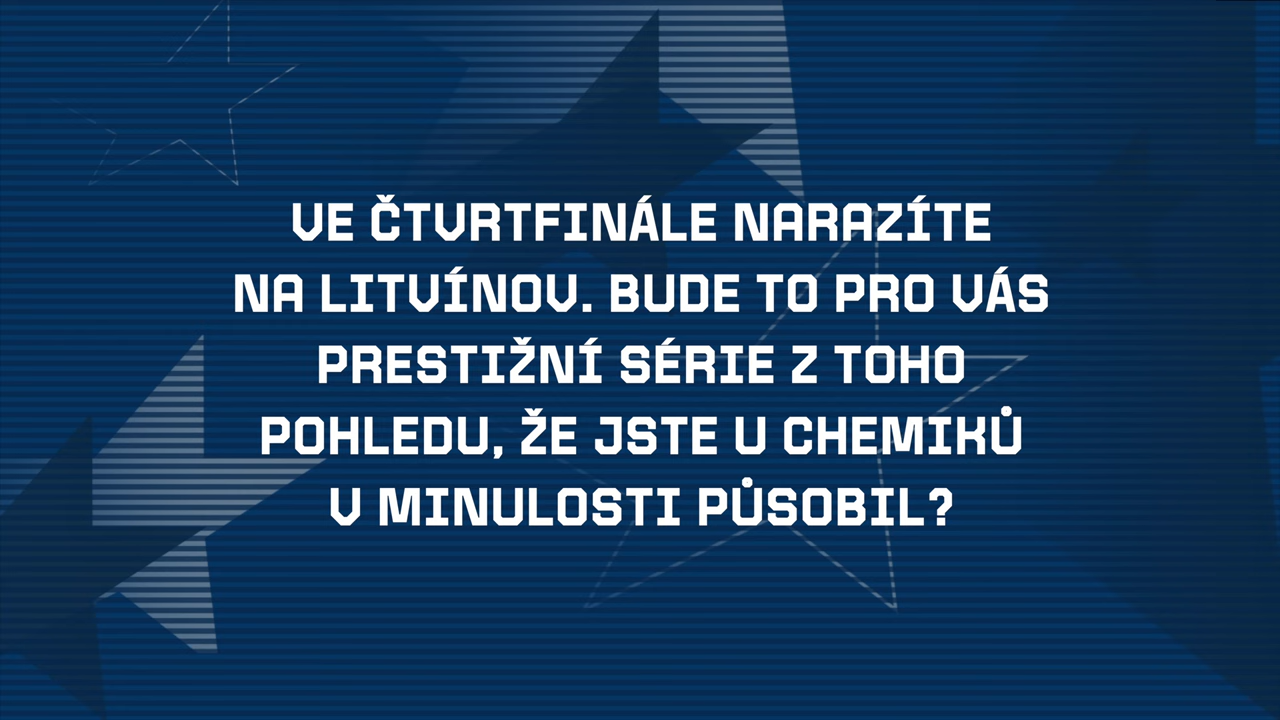 VE ČTVRTFINÁLE NARAZÍTE
NA LITVÍNOV. BUDE TO PRO VÁS
PRESTIŽNÍ SÉRIE Z TOHO
POHLEDU, ŽE JSTE U CHEMIKŮ
V MINULOSTI PŮSOBIL?